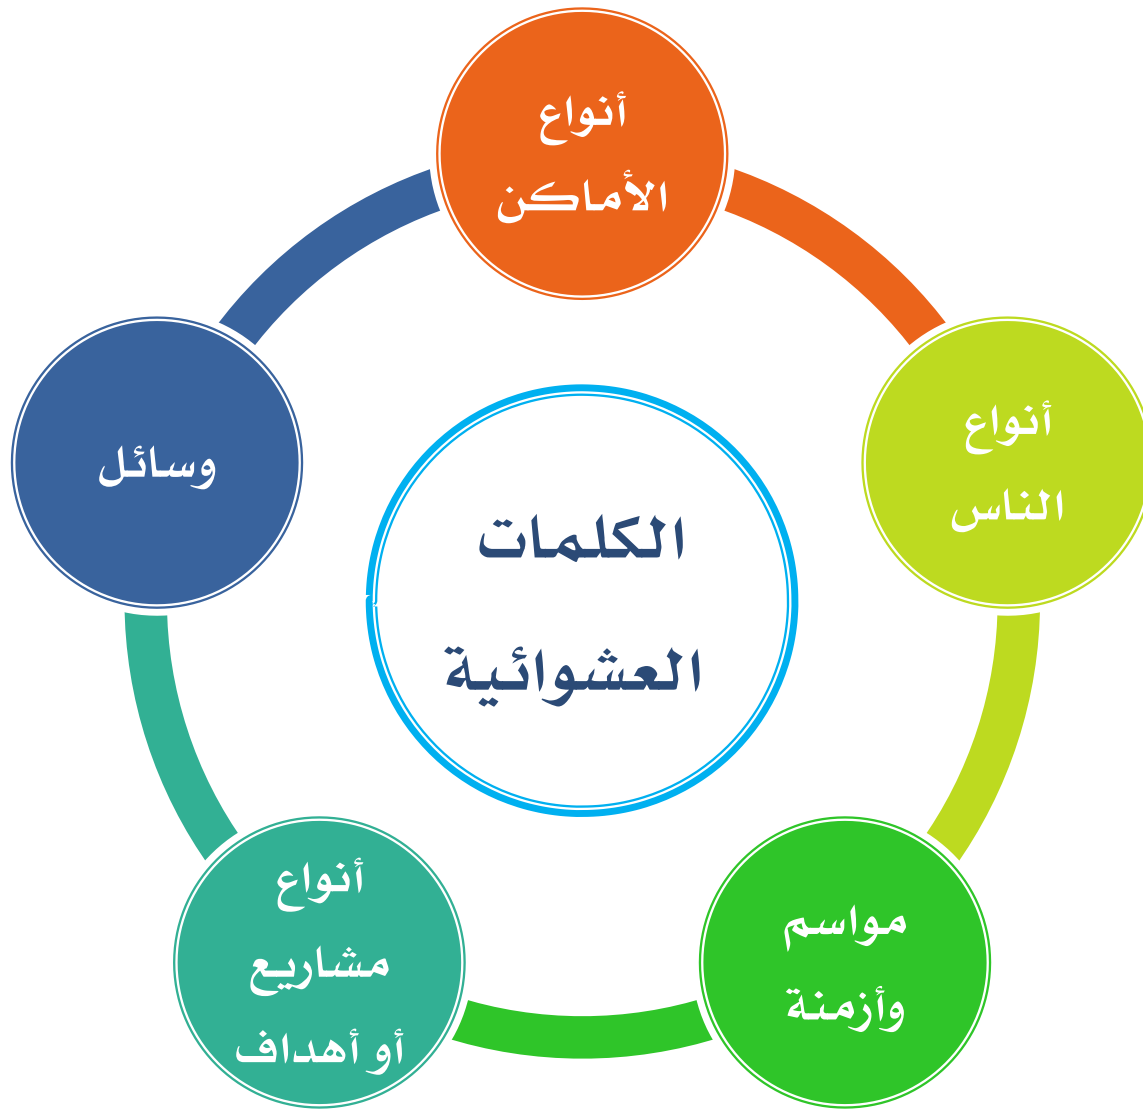 أنواع
الأماكن
أنواع
الناس
وسائل
الكلمات
العشوائية
مواسم
وأزمنة
أنواع
مشاريع
أو أهداف